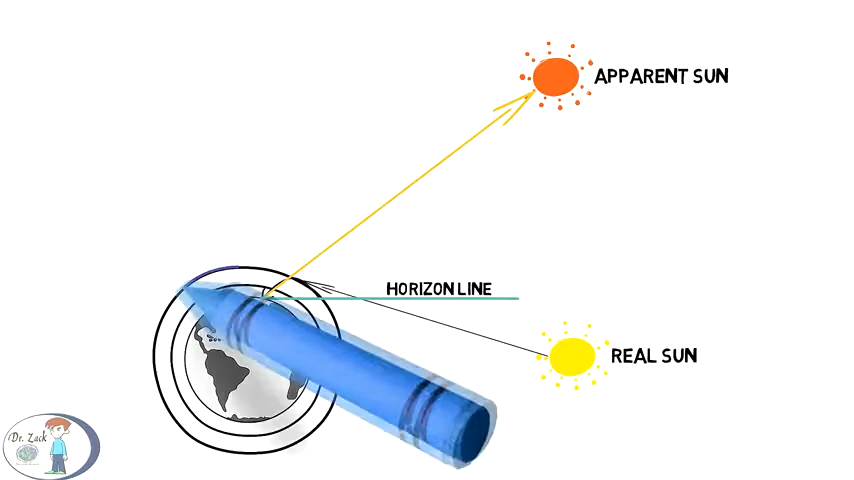 APPARENT SUN
HORIZON LINE
REAL SUN
Dr. Zack